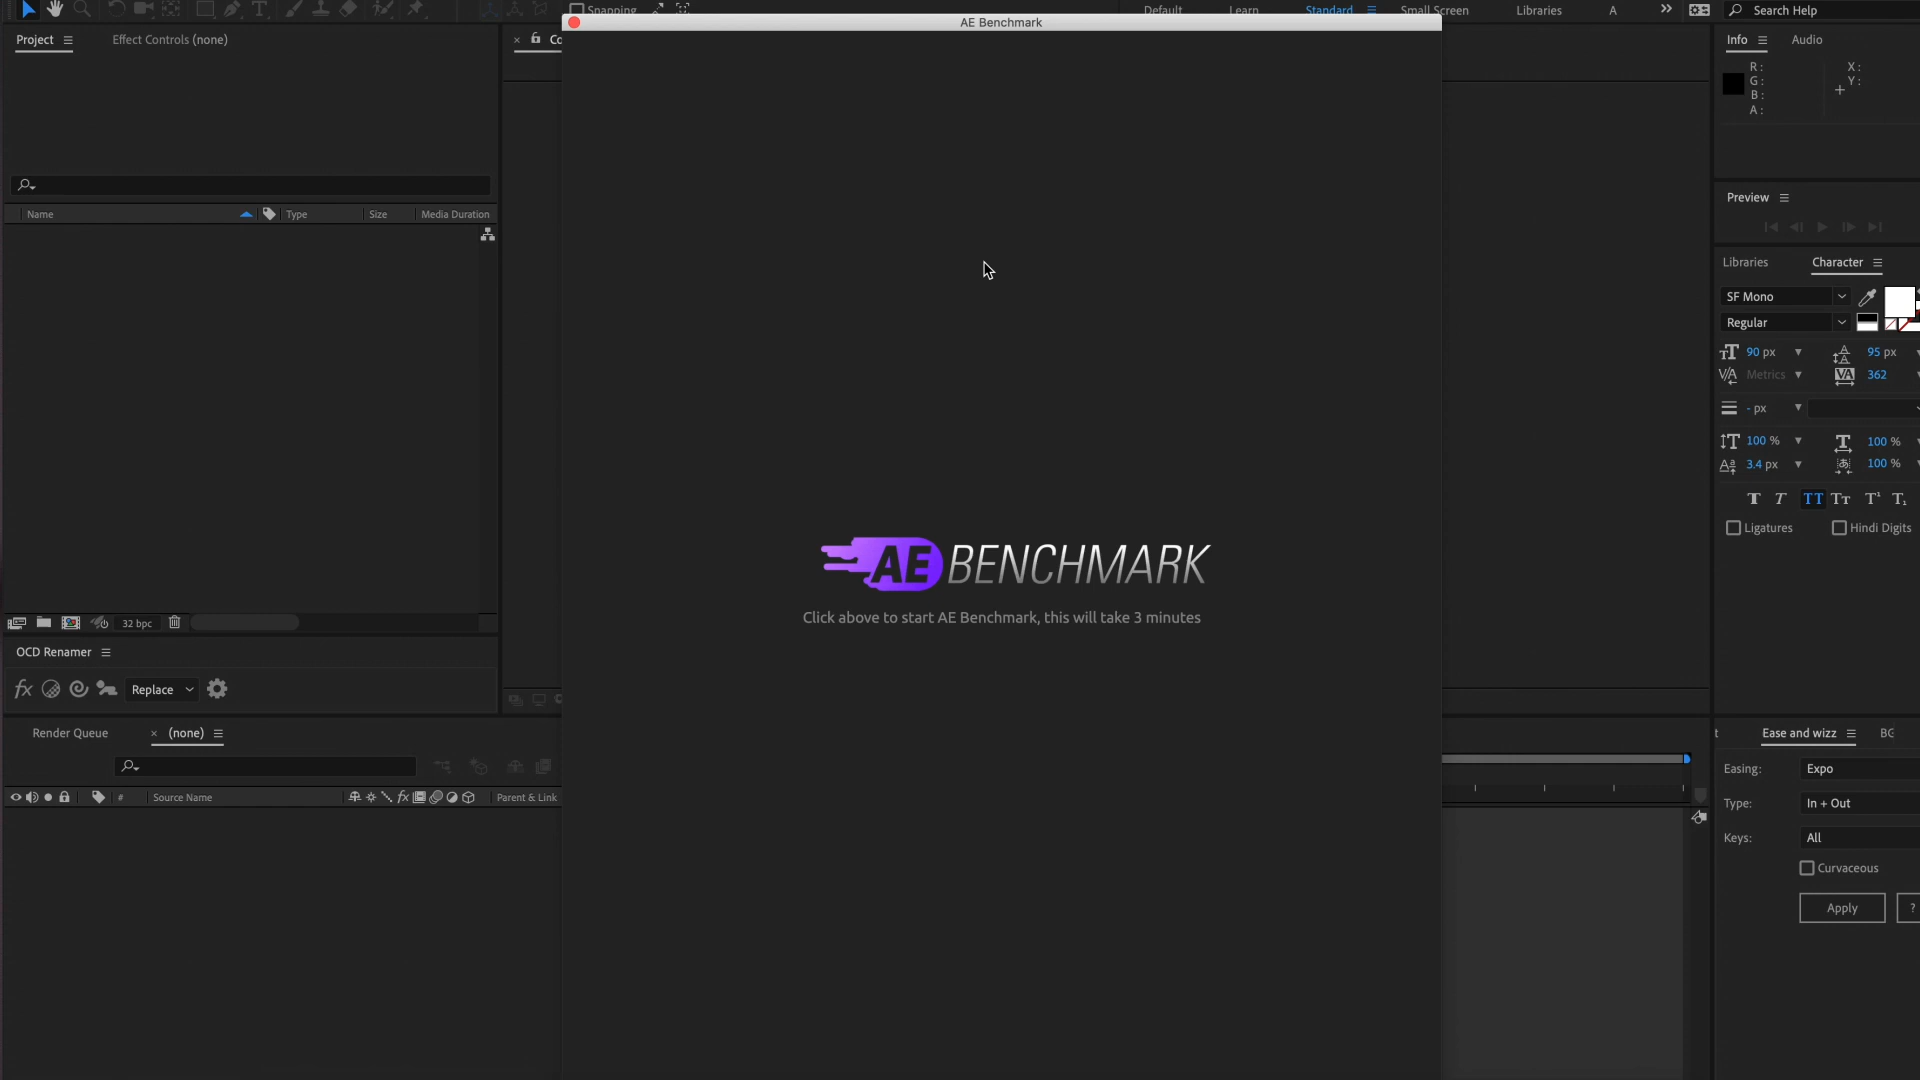 Snapping
Default
Learn
Standard
Small Screen
Libraries
A
Search Help
AE Benchmark
Project
Effect Controls (none)
Co
Info
Audio
R :
G :
B :
A :
X :
Y :
Preview
Name
Type
Size
Media Duration
Libraries
Character
SF Mono
Regular
90 px
95 px
Metrics
362
- px
100 %
100 %
3.4 px
100 %
Ligatures
Hindi Digits
AE BENCHMARK
Click above to start AE Benchmark, this will take 3 minutes
32 bpc
OCD Renamer
fx
Replace
Render Queue
(none)
#
Source Name
fx
Parent & Link
Ease and wizz
BG
Easing:
Expo
Type:
In + Out
Keys:
All
Curvaceous
Apply
?